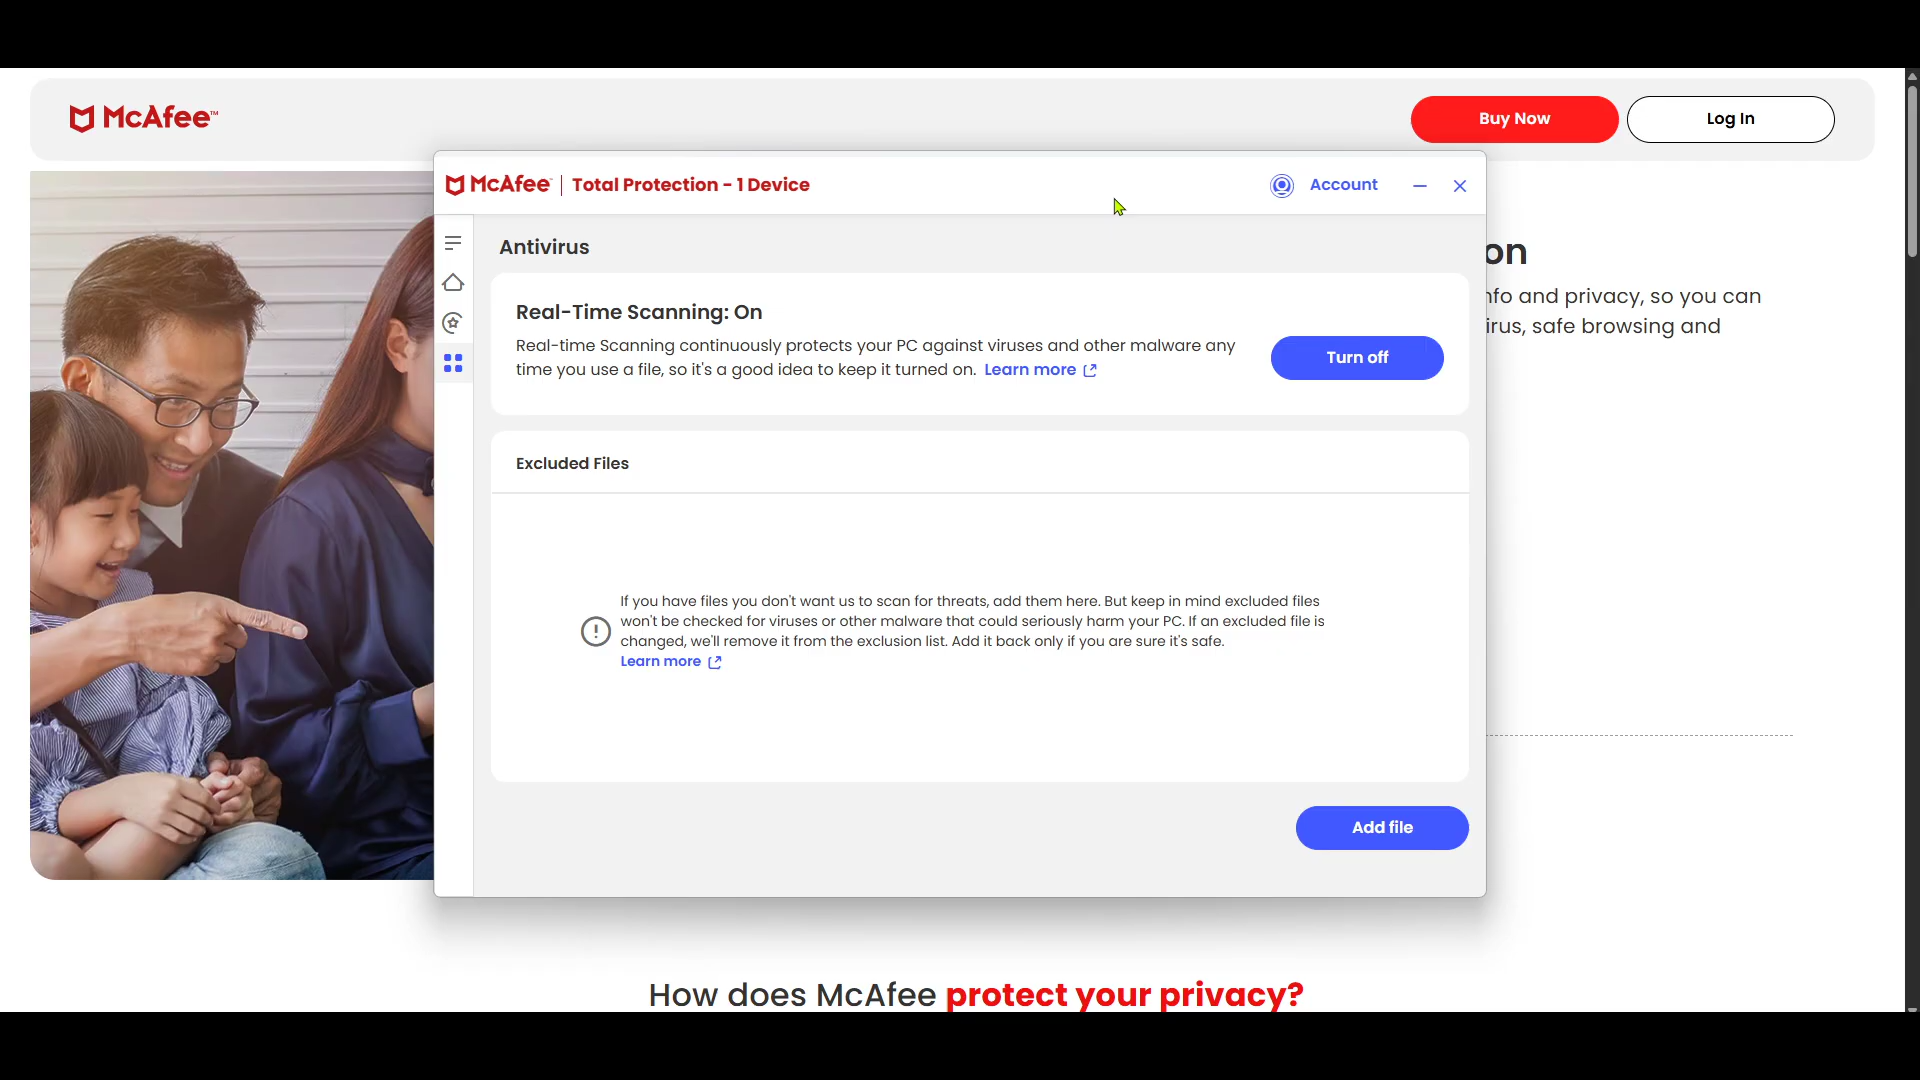 McAfee™
Buy Now
Log In
McAfee | Total Protection - 1 Device
Account
on
nfo and privacy, so you can
irus, safe browsing and
Antivirus
Real-Time Scanning: On
Real-time Scanning continuously protects your PC against viruses and other malware any
time you use a file, so it's a good idea to keep it turned on. Learn more
Turn off
Excluded Files
If you have files you don't want us to scan for threats, add them here. But keep in mind excluded files
won't be checked for viruses or other malware that could seriously harm your PC. If an excluded file is
changed, we'll remove it from the exclusion list. Add it back only if you are sure it's safe.
Learn more
Add file
How does McAfee protect your privacy?